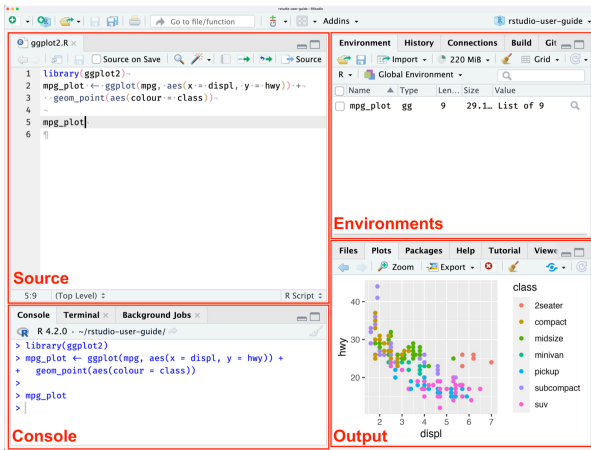 rstudio-user-guide - RStudio
Go to file/function
Addins
rstudio-user-guide
ggplot2.R
Source on Save
Source
1 library(ggplot2)
2 mpg_plot ← ggplot(mpg, aes(x = displ, y = hwy)) +
3 geom_point(aes(colour = class))
4
5 mpg_plot
6 ¶
Source
5:9 (Top Level) R Script
Console Terminal Background Jobs
R 4.2.0 · ~/rstudio-user-guide/
> library(ggplot2)
> mpg_plot ← ggplot(mpg, aes(x = displ, y = hwy)) +
+ geom_point(aes(colour = class))
>
> mpg_plot
>
Console
Environment History Connections Build Git
Import 220 MiB Grid
R Global Environment
Name Type Len... Size Value
mpg_plot gg 9 29.1… List of 9
Environments
Files Plots Packages Help Tutorial Viewe
Zoom Export
class
2seater
compact
midsize
minivan
pickup
subcompact
suv
hwy
40
30
20
2 3 4 5 6 7
displ
Output